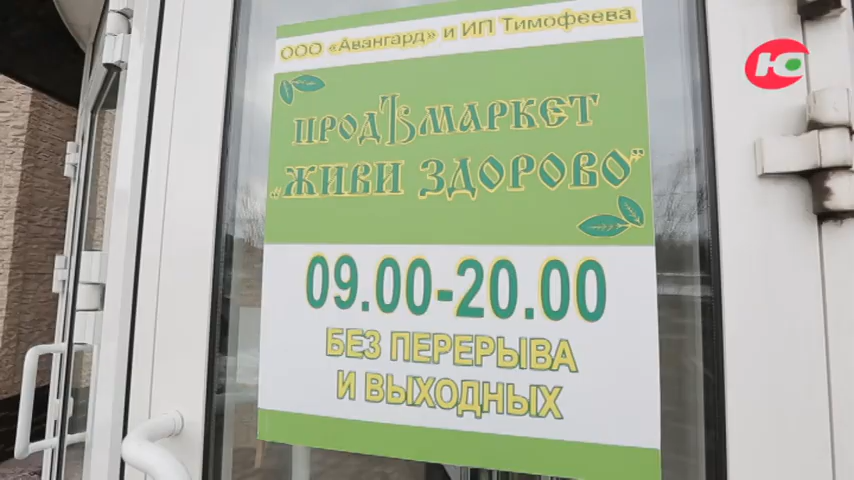 ООО «Авангард» и ИП Тимофеева
ПРОДЪМАРКЕТ
„ЖИВИ ЗДОРОВО"
09.00-20.00
БЕЗ ПЕРЕРЫВА
И ВЫХОДНЫХ
Ю